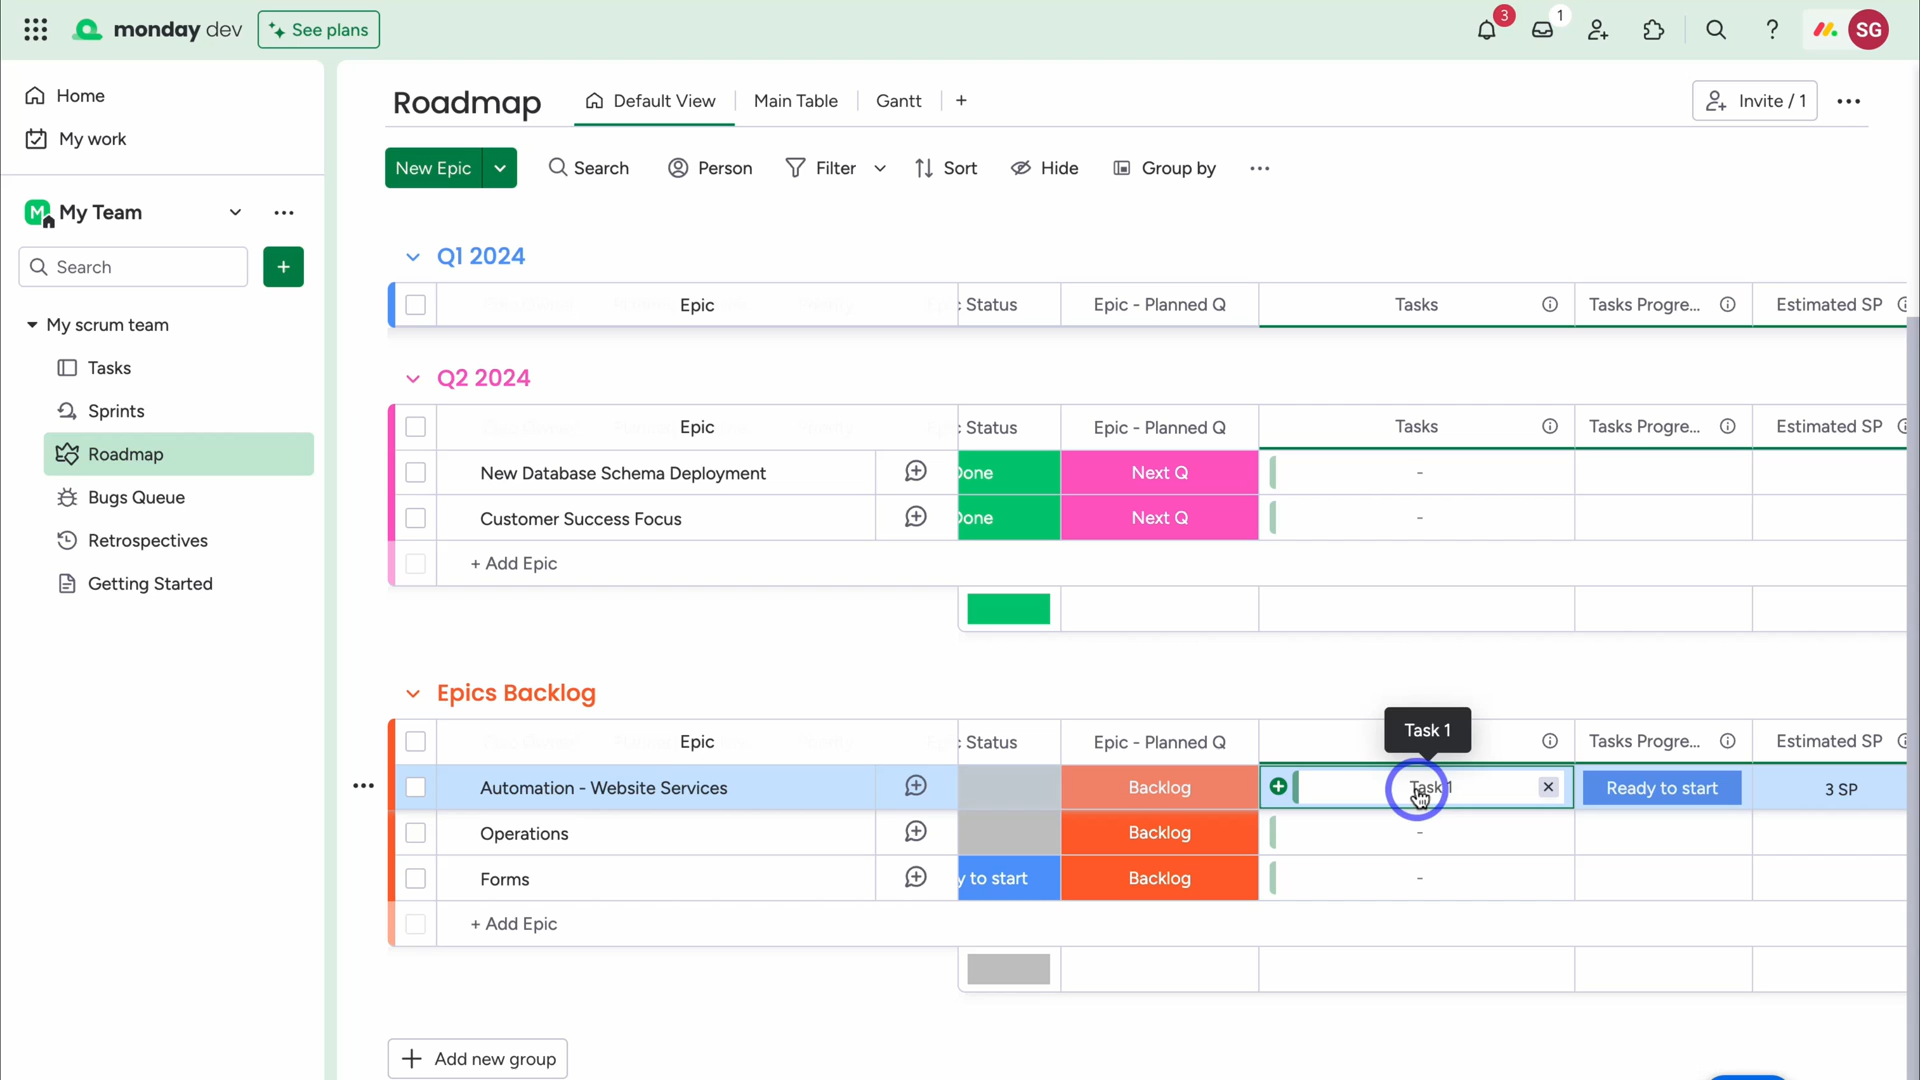 monday dev
See plans
3
1
SG
Home
My work
M My Team
Search
My scrum team
Tasks
Sprints
Roadmap
Bugs Queue
Retrospectives
Getting Started
Roadmap Default View Main Table Gantt +
Invite / 1
New Epic Search Person Filter Sort Hide Group by
Q1 2024
Epic Status Epic - Planned Q Tasks Tasks Progre... Estimated SP
Q2 2024
Epic Status Epic - Planned Q Tasks Tasks Progre... Estimated SP
New Database Schema Deployment Done Next Q -
Customer Success Focus Done Next Q -
+ Add Epic
Epics Backlog
Task 1
Epic Status Epic - Planned Q Tasks Progre... Estimated SP
Automation - Website Services Backlog Task 1 Ready to start 3 SP
Operations Backlog -
Forms y to start Backlog -
+ Add Epic
+ Add new group